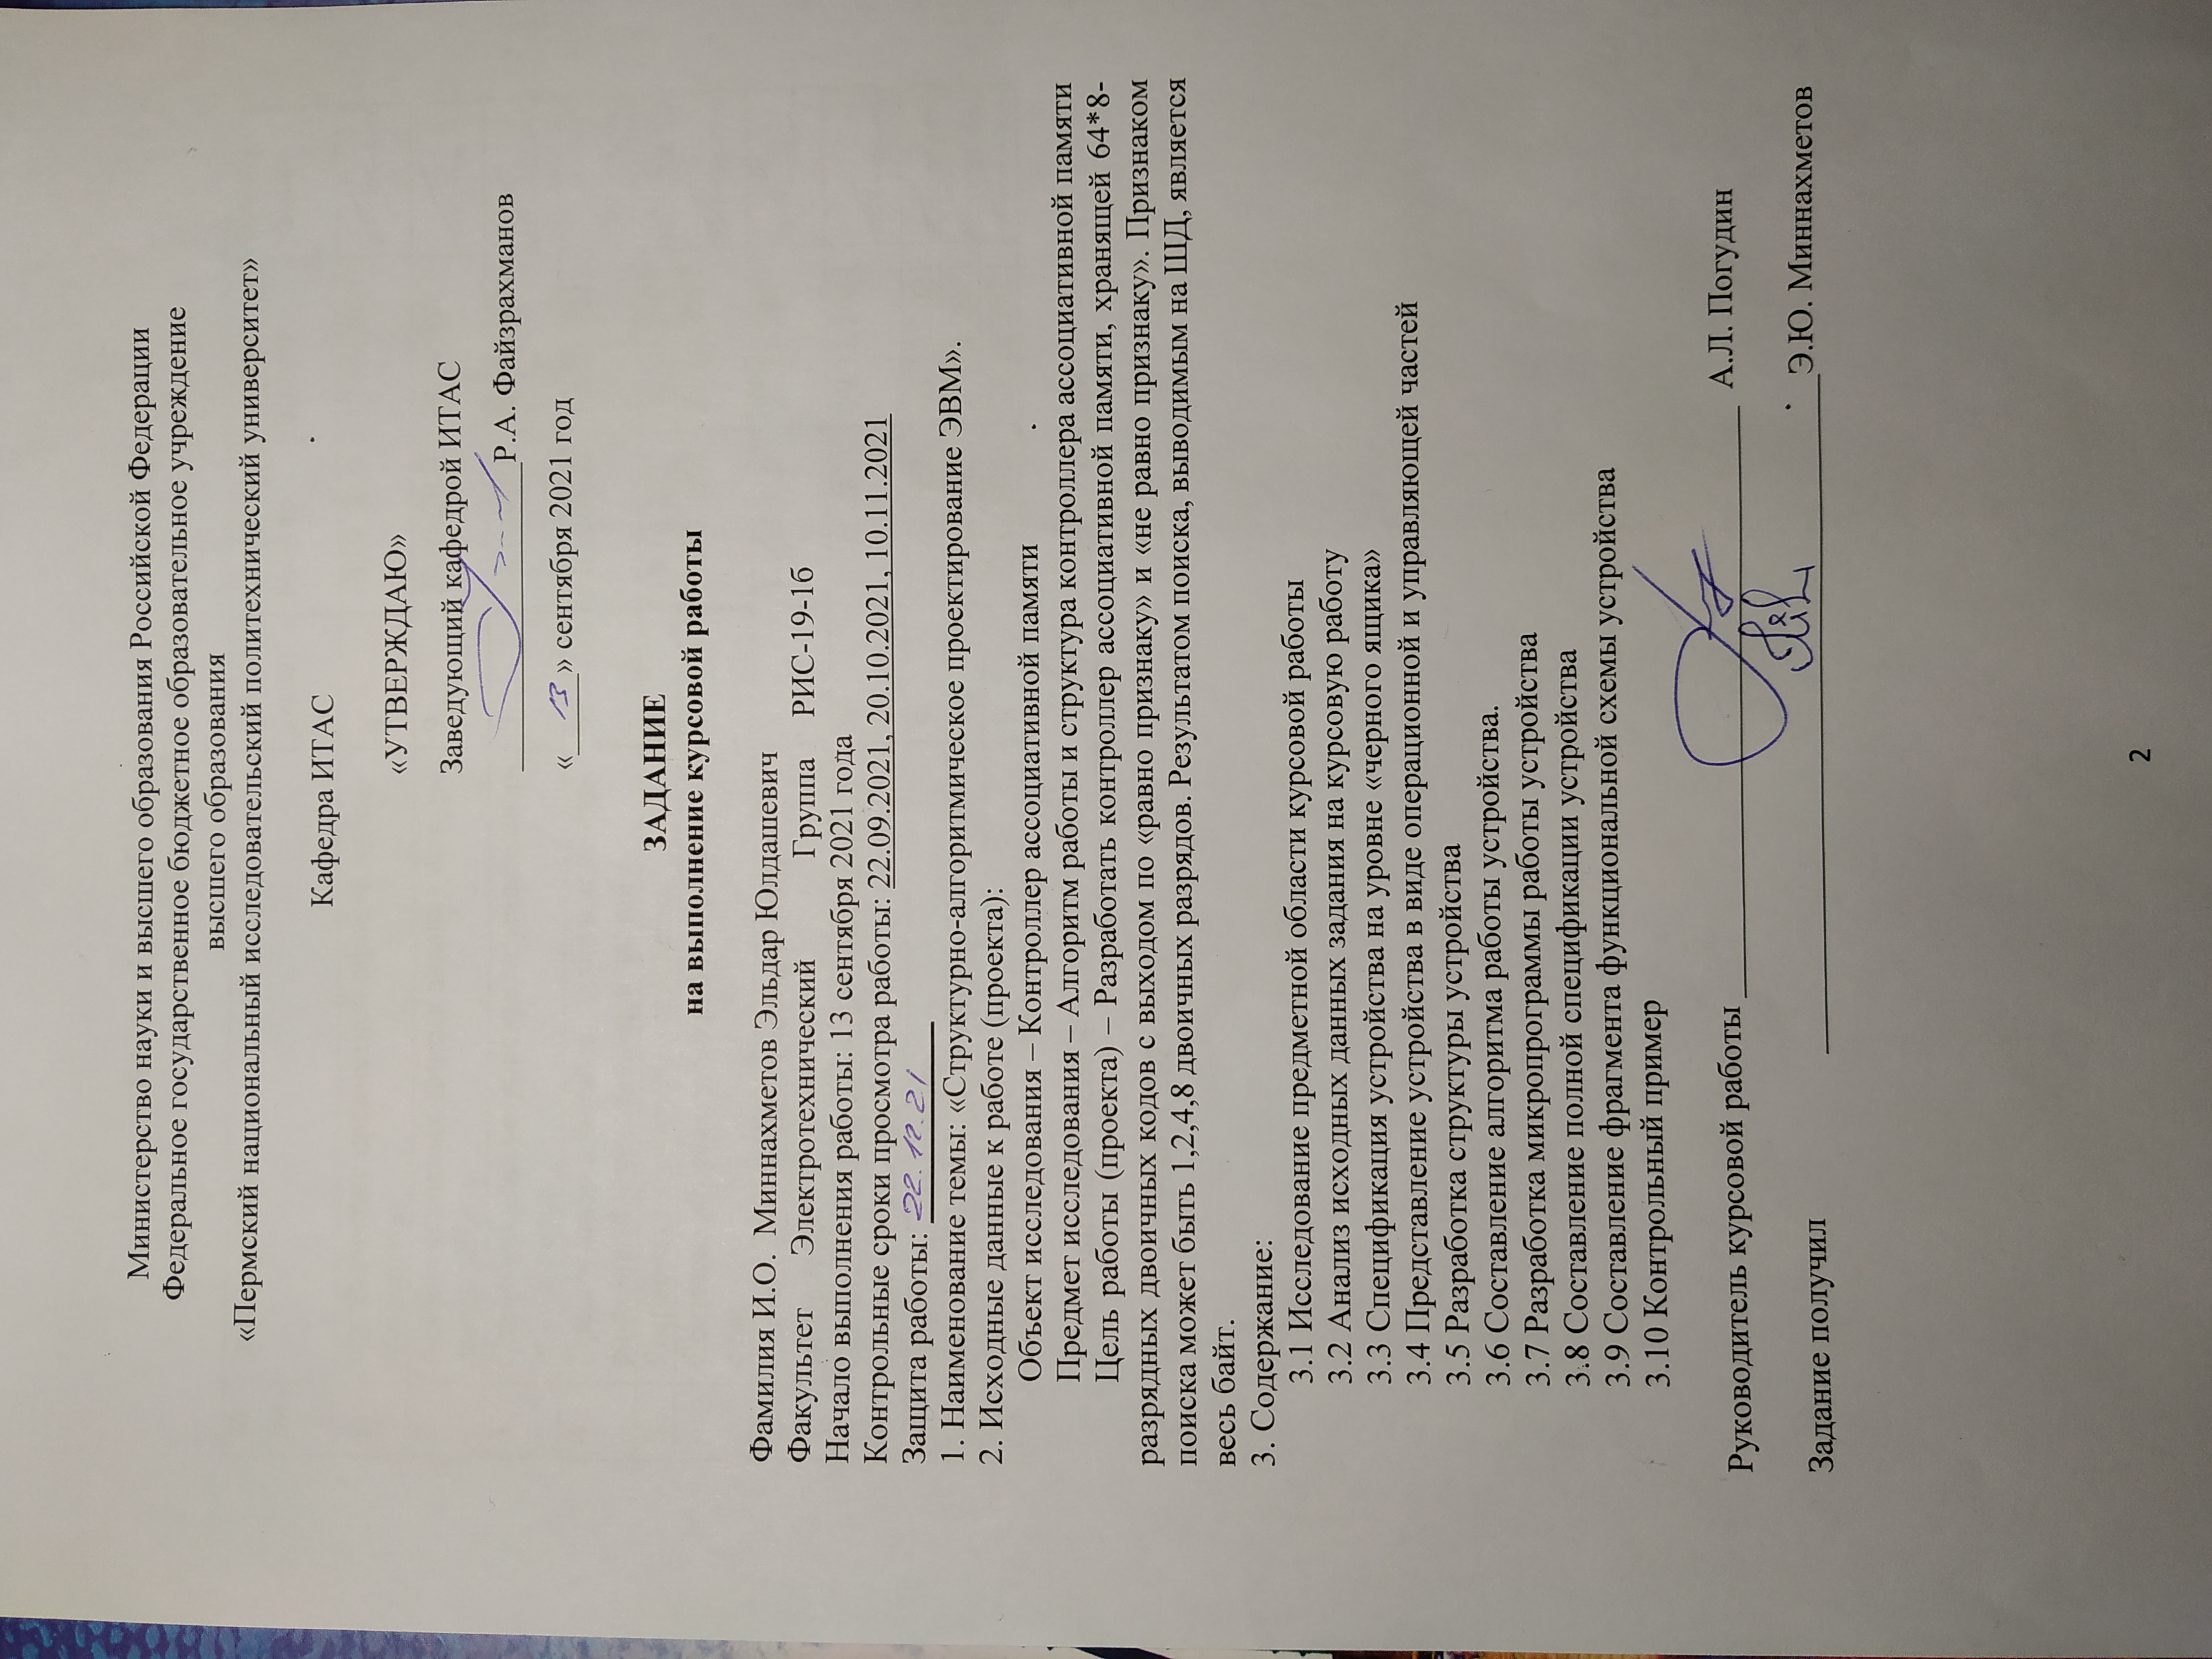 Министерство науки и высшего образования Российской Федерации
Федеральное государственное бюджетное образовательное учреждение
высшего образования
«Пермский национальный исследовательский политехнический университет»
Кафедра ИТАС
«УТВЕРЖДАЮ»
Заведующий кафедрой ИТАС
Р.А. Файзрахманов
«13» сентября 2021 год
ЗАДАНИЕ
на выполнение курсовой работы
Фамилия И.О. Миннахметов Эльдар Юлдашевич
Факультет Электротехнический Группа РИС-19-1б
Начало выполнения работы: 13 сентября 2021 года
Контрольные сроки просмотра работы: 22.09.2021, 20.10.2021, 10.11.2021
Защита работы: 22.12.21
1. Наименование темы: «Структурно-алгоритмическое проектирование ЭВМ».
2. Исходные данные к работе (проекта):
Объект исследования – Контроллер ассоциативной памяти
Предмет исследования – Алгоритм работы и структура контроллера ассоциативной памяти
Цель работы (проекта) – Разработать контроллер ассоциативной памяти, хранящей 64*8-
разрядных двоичных кодов с выходом по «равно признаку» и «не равно признаку». Признаком
поиска может быть 1,2,4,8 двоичных разрядов. Результатом поиска, выводимым на ШД, является
весь байт.
3. Содержание:
3.1 Исследование предметной области курсовой работы
3.2 Анализ исходных данных задания на курсовую работу
3.3 Спецификация устройства на уровне «черного ящика»
3.4 Представление устройства в виде операционной и управляющей частей
3.5 Разработка структуры устройства
3.6 Составление алгоритма работы устройства.
3.7 Разработка микропрограммы работы устройства
3.8 Составление полной спецификации устройства
3.9 Составление фрагмента функциональной схемы устройства
3.10 Контрольный пример
Руководитель курсовой работы А.Л. Погудин
Задание получил Э.Ю. Миннахметов
2